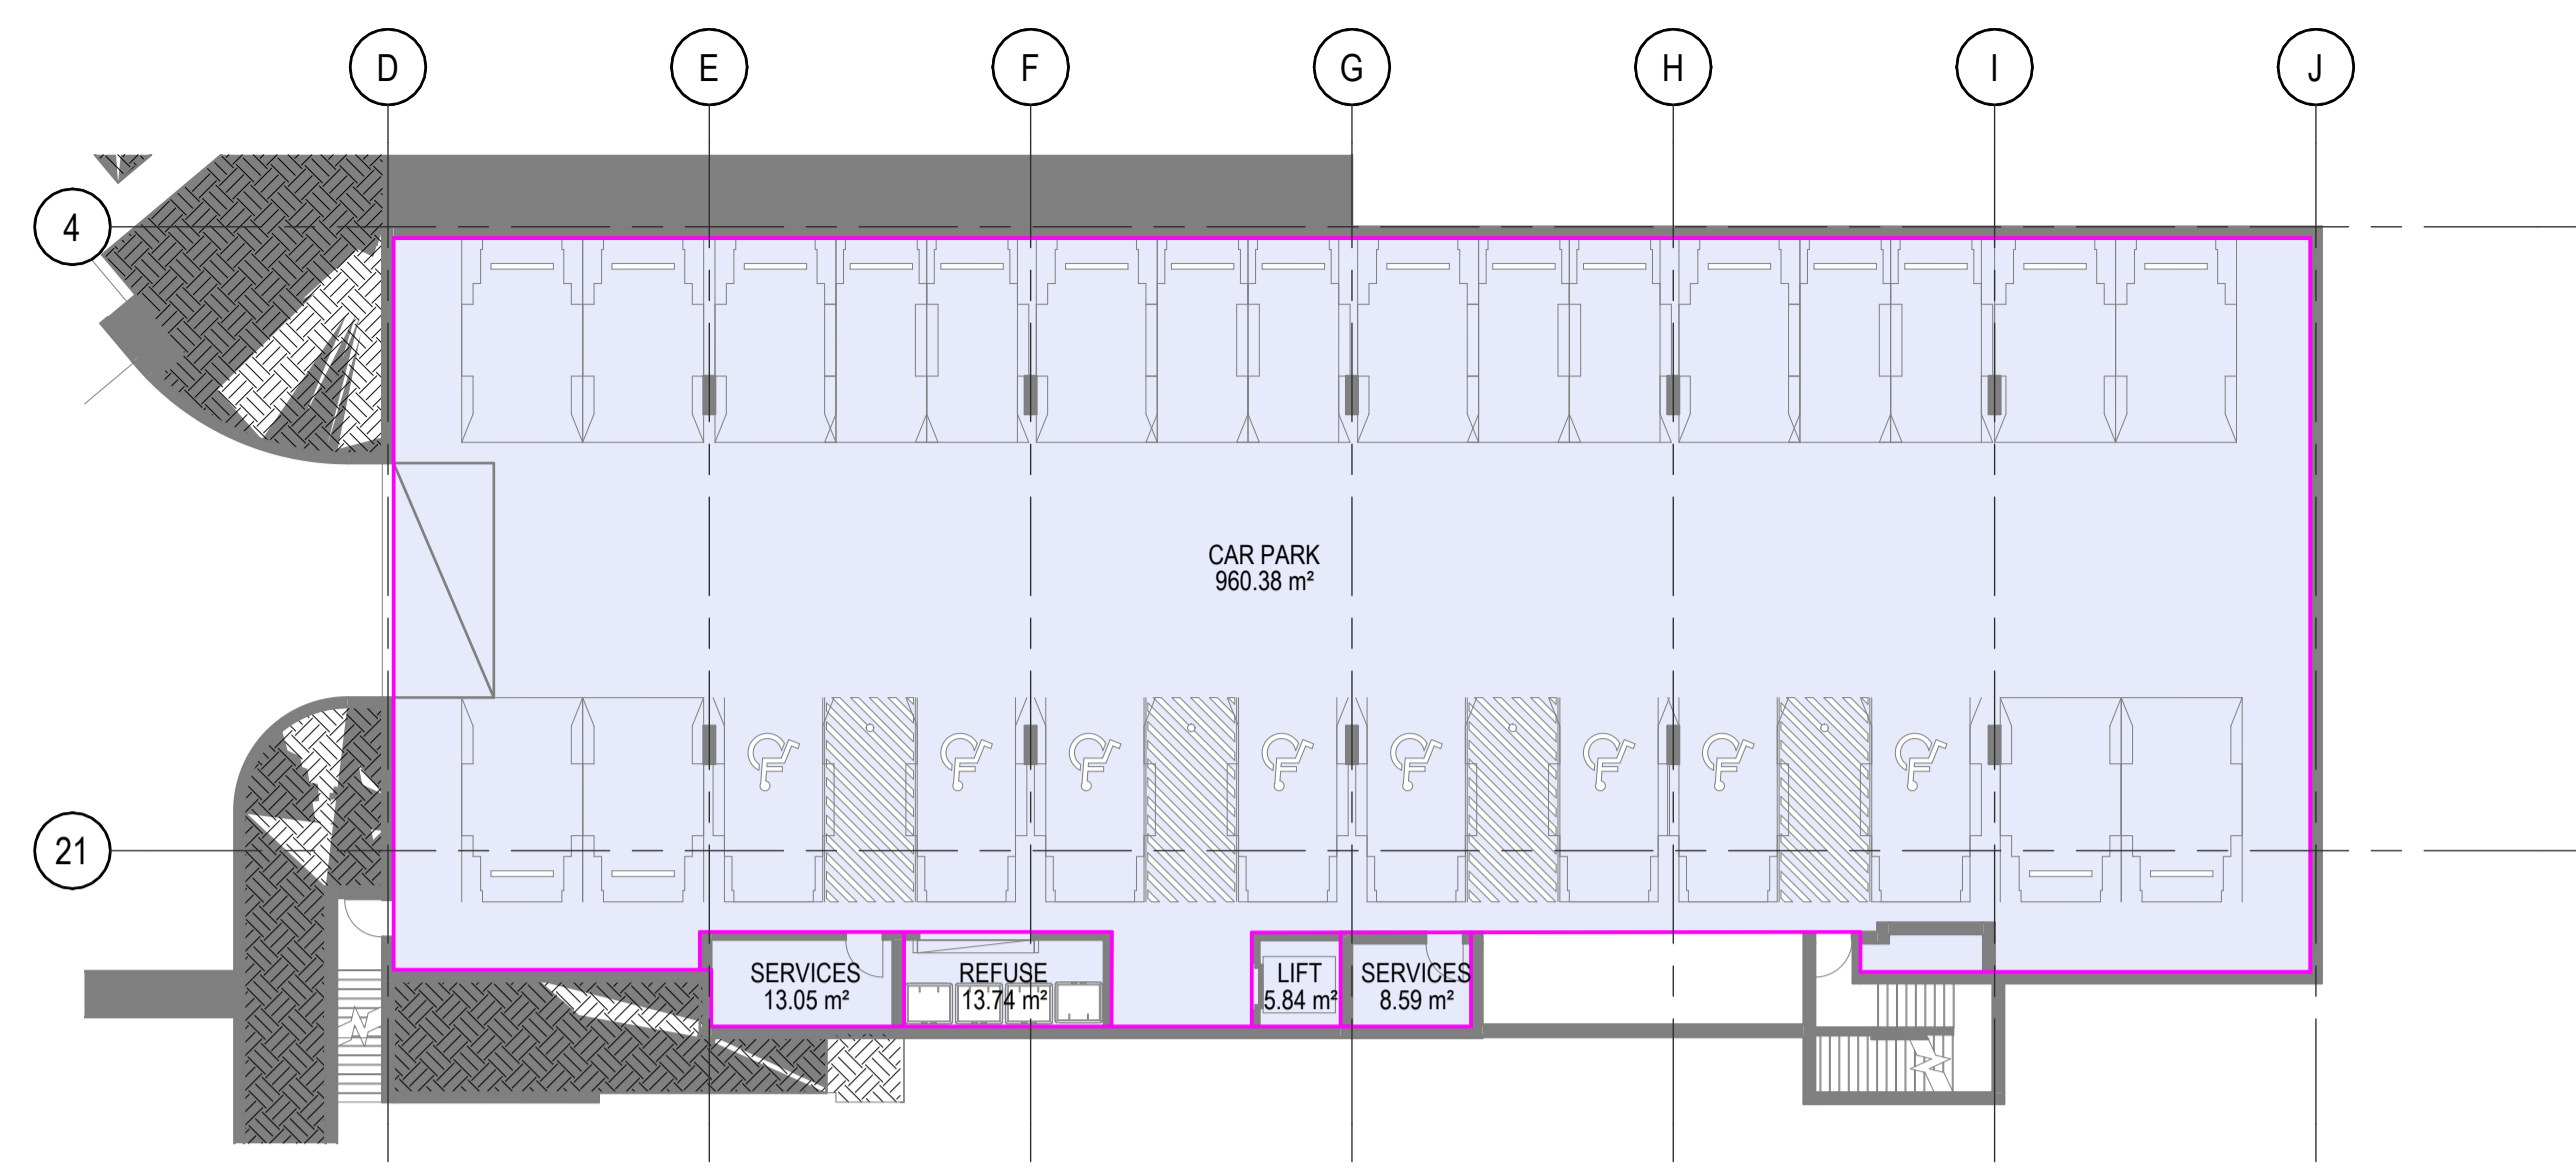 D
E
F
G
H
I
J
4
CAR PARK
960.38 m²
21
SERVICES
13.05 m²
REFUSE
13.74 m²
LIFT
5.84 m²
SERVICES
8.59 m²